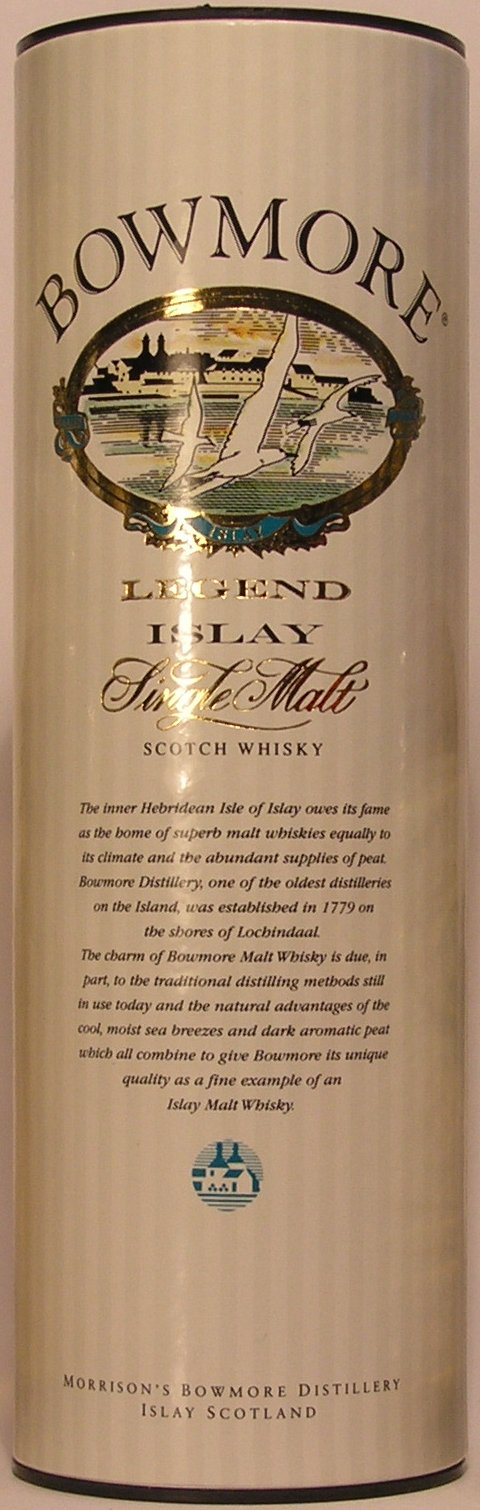 BOWMORE®
ISLAY
LEGEND
ISLAY
Single Malt
SCOTCH WHISKY
The inner Hebridean Isle of Islay owes its fame
as the home of superb malt whiskies equally to
its climate and the abundant supplies of peat.
Bowmore Distillery, one of the oldest distilleries
on the Island, was established in 1779 on
the shores of Lochindaal.
The charm of Bowmore Malt Whisky is due, in
part, to the traditional distilling methods still
in use today and the natural advantages of the
cool, moist sea breezes and dark aromatic peat
which all combine to give Bowmore its unique
quality as a fine example of an
Islay Malt Whisky.
MORRISON'S BOWMORE DISTILLERY
ISLAY SCOTLAND